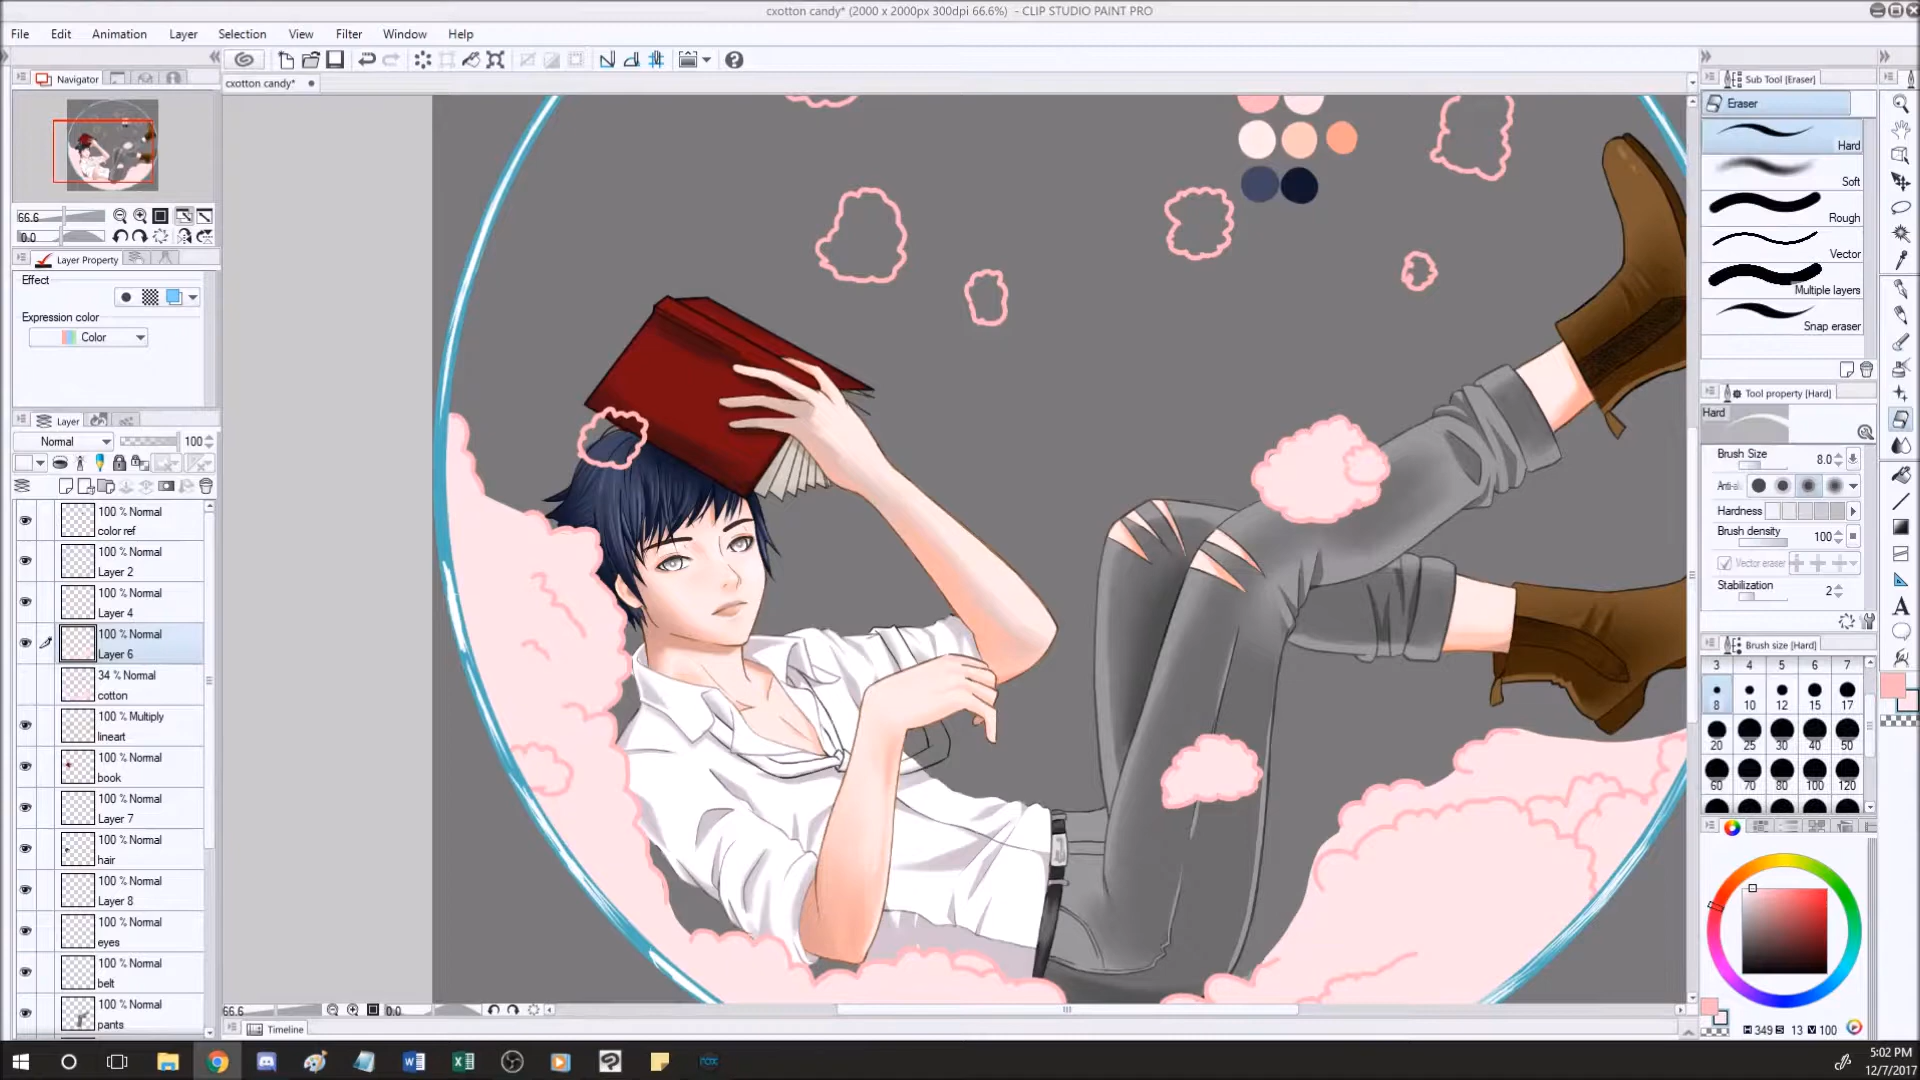 cxotton candy* (2000 x 2000px 300dpi 66.6%) - CLIP STUDIO PAINT PRO
File Edit Animation Layer Selection View Filter Window Help
Navigator
cxotton candy*
Sub Tool [Eraser]
Eraser
Hard
Soft
Rough
Vector
Multiple layers
Snap eraser
66.6
0.0
Layer Property
Effect
Expression color
Color
Layer
Normal 100
100 % Normal
color ref
100 % Normal
Layer 2
100 % Normal
Layer 4
100 % Normal
Layer 6
34 % Normal
cotton
100 % Multiply
lineart
100 % Normal
book
100 % Normal
Layer 7
100 % Normal
hair
100 % Normal
Layer 8
100 % Normal
eyes
100 % Normal
belt
100 % Normal
pants
Tool property [Hard]
Hard
Brush Size 8.0
Anti-al
Hardness
Brush density 100
Vector eraser
Stabilization 2
Brush size [Hard]
3 4 5 6 7
8 10 12 15 17
20 25 30 40 50
60 70 80 100 120
H 349 S 13 V 100
66.6 0.0
Timeline
5:02 PM
12/7/2017